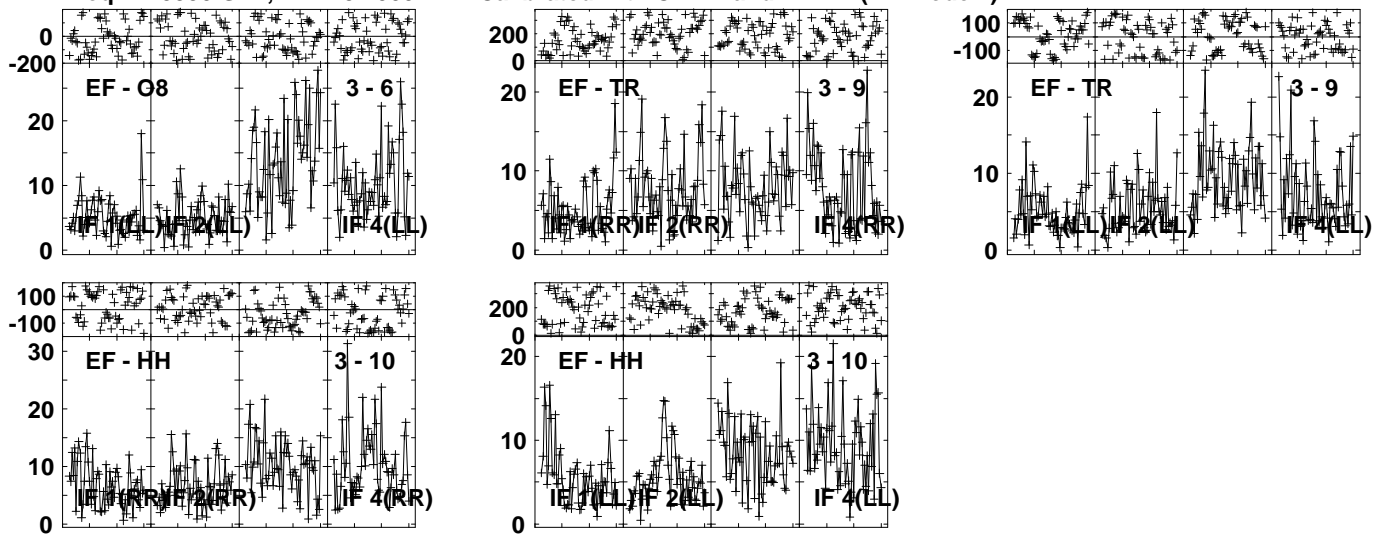 0 200 100
-200 0 -100
EF - O8 3 - 6 EF - TR 3 - 9 EF - TR 3 - 9
20 20 20
10 10 10
IF 1(LL) IF 2(LL) IF 4(LL) IF 1(RR) IF 2(RR) IF 4(RR) IF 1(LL) IF 2(LL) IF 4(LL)
0 0 0
100 200
-100 0
30 EF - HH 3 - 10 20 EF - HH 3 - 10
20
10 10
IF 1(RR) IF 2(RR) IF 4(RR) IF 1(LL) IF 2(LL) IF 4(LL)
0 0